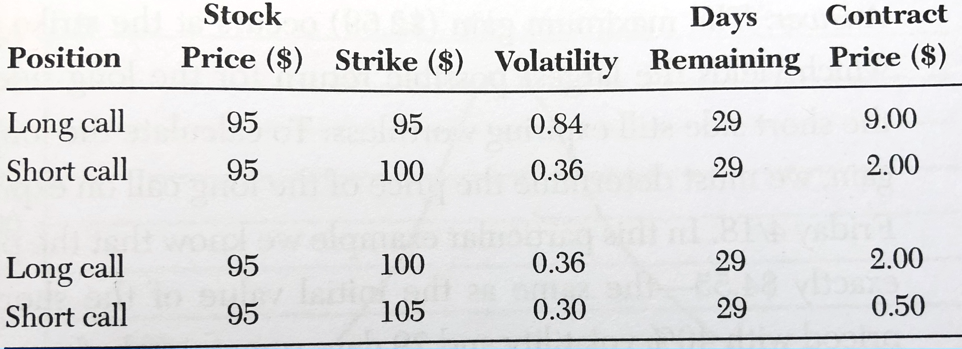 Stock Days Contract
Position Price ($) Strike ($) Volatility Remaining Price ($)
Long call 95 95 0.84 29 9.00
Short call 95 100 0.36 29 2.00
Long call 95 100 0.36 29 2.00
Short call 95 105 0.30 29 0.50